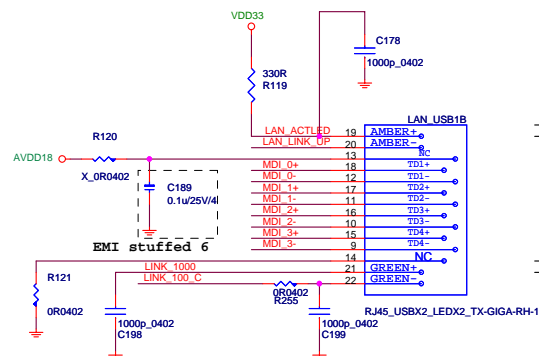 VDD33
C178
1000p_0402
330R
R119
LAN_USB1B
LAN_ACTLED 19 AMBER+
LAN_LINK_UP 20 AMBER-
R120
AVDD18
X_0R0402
13 NC
MDI_0+ 18 TD1+
MDI_0- 12 TD1-
MDI_1+ 17 TD2+
MDI_1- 11 TD2-
MDI_2+ 16 TD3+
MDI_2- 10 TD3-
MDI_3+ 15 TD4+
MDI_3- 9 TD4-
C189
0.1u/25V/4
EMI stuffed 6
14 NC
LINK_1000 21 GREEN+
LINK_100_C 22 GREEN-
R121
0R0402
0R0402
R255
RJ45_USBX2_LEDX2_TX-GIGA-RH-1
1000p_0402
C198
1000p_0402
C199